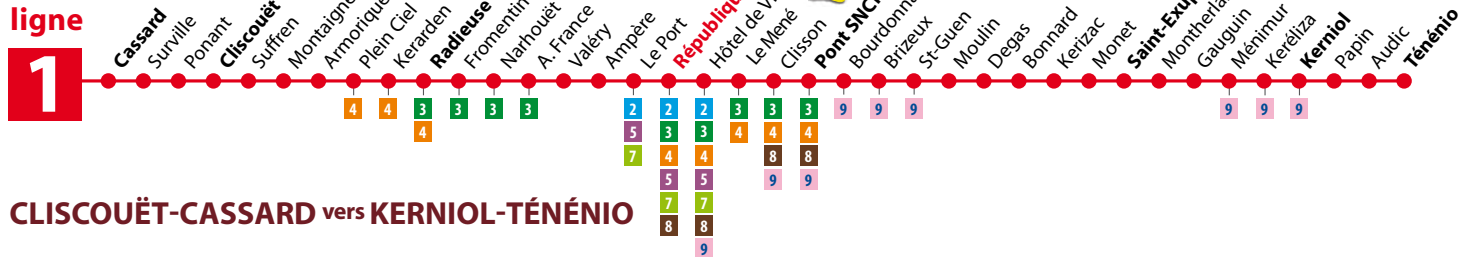 ligne
1
Cassard
Surville
Ponant
Cliscouët
Suffren
Montaigne
Armorique
Plein Ciel
Kerarden
Radieuse
Fromentin
Narhouët
A. France
Valéry
Ampère
Le Port
République
Hôtel de
Le Mené
Clisson
Pont SNCF
Bourdonna
Brizeux
St-Guen
Moulin
Degas
Bonnard
Kerizac
Monet
Saint-Exup
Montherla
Gauguin
Ménimur
Keréliza
Kerniol
Papin
Audic
Ténénio
4 4 3 3 3 3 2 2 2 3 3 3 9 9 9 9 9 9
4 5 3 3 4 4 4
7 4 4 8 8
5 5 9 9
7 7
8 8
9
CLISCOUËT-CASSARD vers KERNIOL-TÉNÉNIO